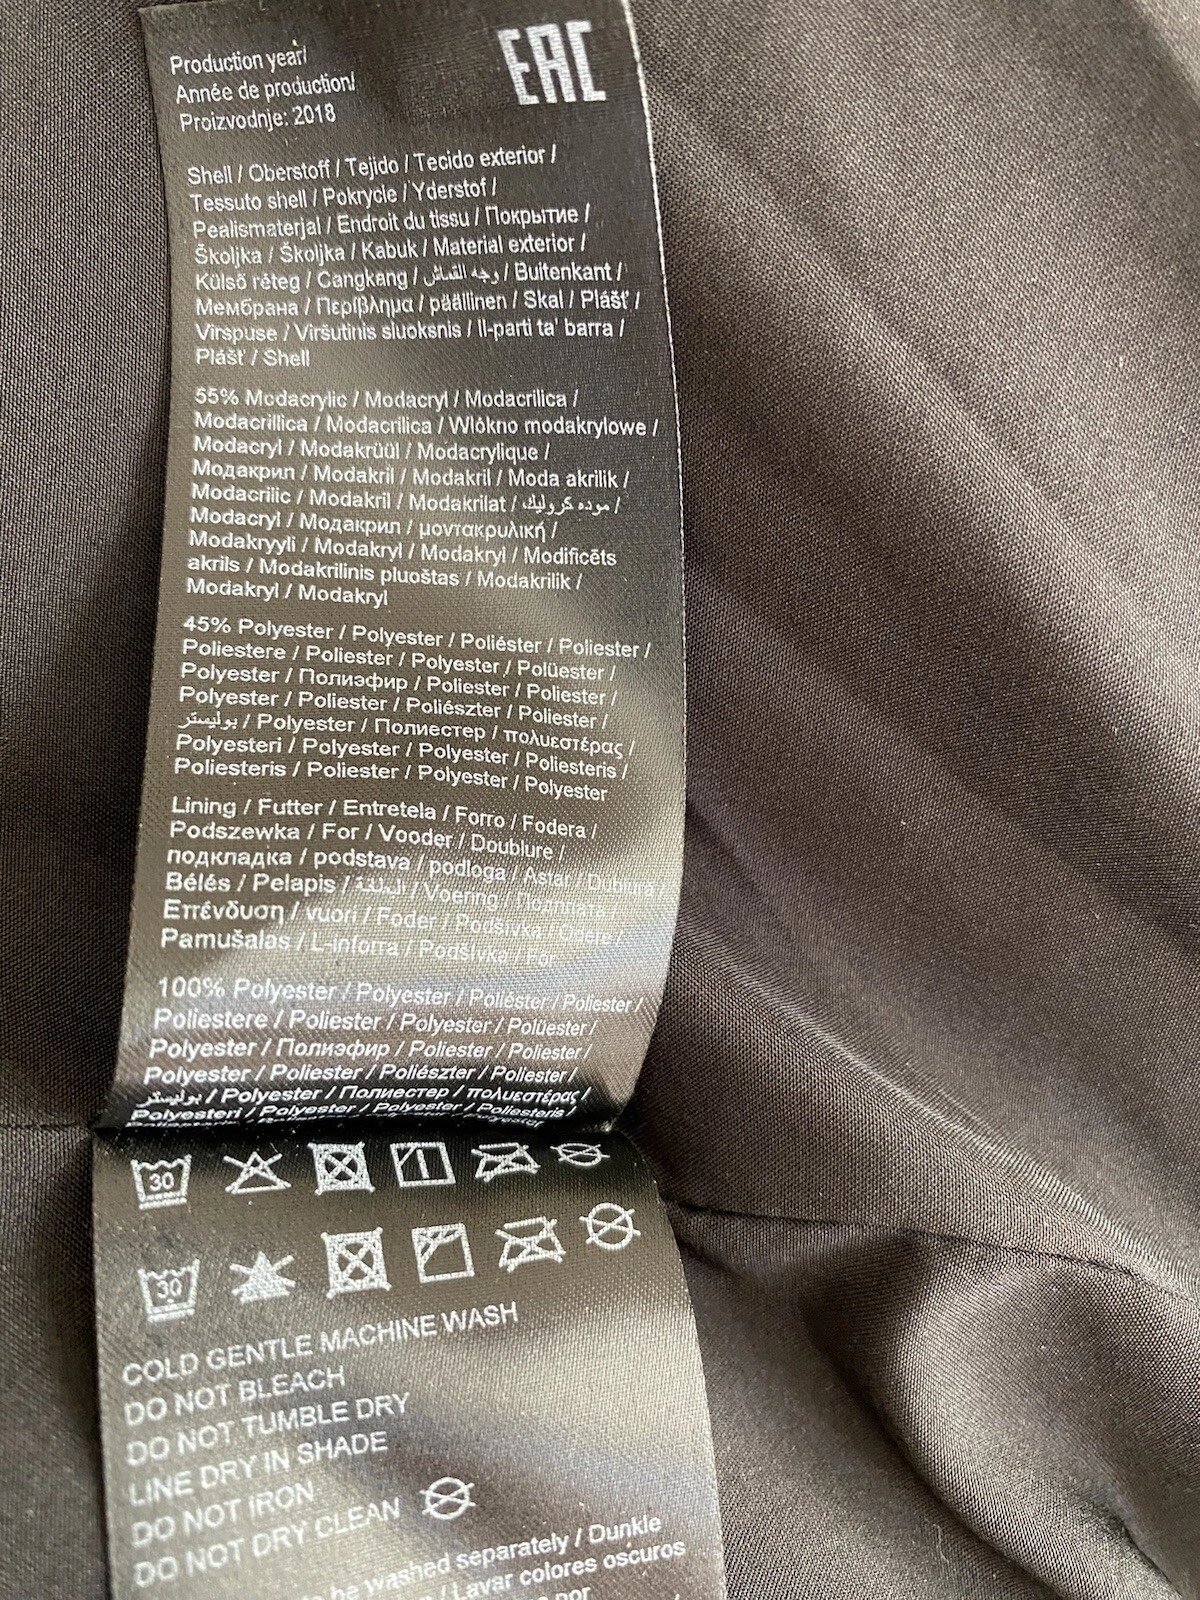 Production year/
Année de production/
Proizvodnje: 2018
EAC
Shell / Oberstoff / Tejido / Tecido exterior /
Tessuto shell / Pokrycie / Yderstof /
Pealismaterjal / Endroit du tissu / Покрытие /
Školjka / Školjka / Kabuk / Material exterior /
Külső réteg / Cangkang / وجه القماش / Buitenkant /
Мембрана / Περίβλημα / päällinen / Skal / Plášť /
Virspuse / Viršutinis sluoksnis / Il-parti ta' barra /
Plášť / Shell
55% Modacrylic / Modacryl / Modacrilica /
Modacrillica / Modacrilica / Włókno modakrylowe /
Modacryl / Modakrüül / Modacrylique /
Модакрил / Modakril / Modakril / Moda akrilik /
Modacrilic / Modakril / Modakrilat / موده كروليك /
Modacryl / Модакрил / μοντακρυλική /
Modakryyli / Modakryl / Modakryl / Modificēts
akrils / Modakrilinis pluoštas / Modakrilik /
Modakryl / Modakryl
45% Polyester / Polyester / Poliéster / Poliester /
Poliestere / Poliester / Polyester / Polüester /
Polyester / Полиэфир / Poliester / Poliester /
Polyester / Poliester / Poliészter / Poliester /
بوليستر / Polyester / Полиестер / πολυεστέρας /
Polyesteri / Polyester / Polyester / Poliesteris /
Poliesteris / Poliester / Polyester / Polyester
Lining / Futter / Entretela / Forro / Fodera /
Podszewka / For / Vooder / Doublure /
подкладка / podstava / podloga / Astar / Dublură /
Bélés / Pelapis / البطانة / Voering / Подплата
Επένδυση / vuori / Foder / Podšívka / Odere /
Pamušalas / L-inforra / Podšívka / Fôr
100% Polyester / Polyester / Poliéster / Poliester /
Poliestere / Poliester / Polyester / Polüester /
Polyester / Полиэфир / Poliester / Poliester /
Polyester / Poliester / Poliészter / Poliester /
بوليستر / Polyester / Полиестер / πολυεστέρας /
Polyesteri / Polyester / Polyester / Poliesteris /
30
30
COLD GENTLE MACHINE WASH
DO NOT BLEACH
DO NOT TUMBLE DRY
LINE DRY IN SHADE
DO NOT IRON
DO NOT DRY CLEAN
be washed separately / Dunkle
/ Lavar colores oscuros
por